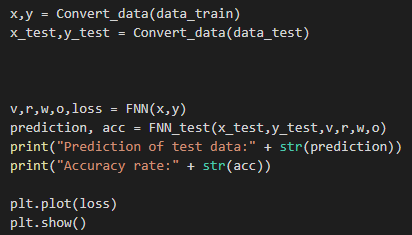 x,y = Convert_data(data_train)
x_test,y_test = Convert_data(data_test)
v,r,w,o,loss = FNN(x,y)
prediction, acc = FNN_test(x_test,y_test,v,r,w,o)
print("Prediction of test data:" + str(prediction))
print("Accuracy rate:" + str(acc))
plt.plot(loss)
plt.show()